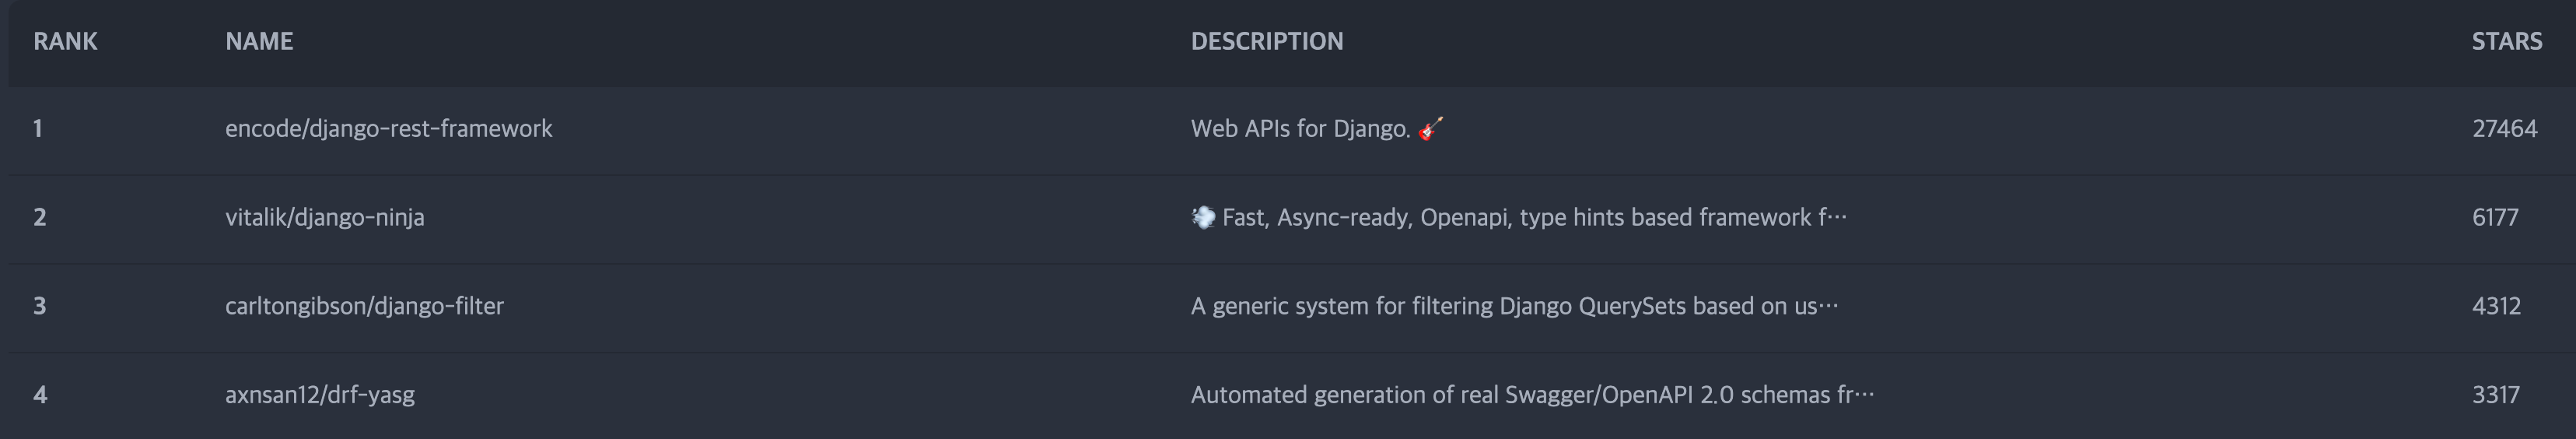 RANK NAME DESCRIPTION STARS
1 encode/django-rest-framework Web APIs for Django. 🎸 27464
2 vitalik/django-ninja 💨 Fast, Async-ready, Openapi, type hints based framework f··· 6177
3 carltongibson/django-filter A generic system for filtering Django QuerySets based on us··· 4312
4 axnsan12/drf-yasg Automated generation of real Swagger/OpenAPI 2.0 schemas fr··· 3317